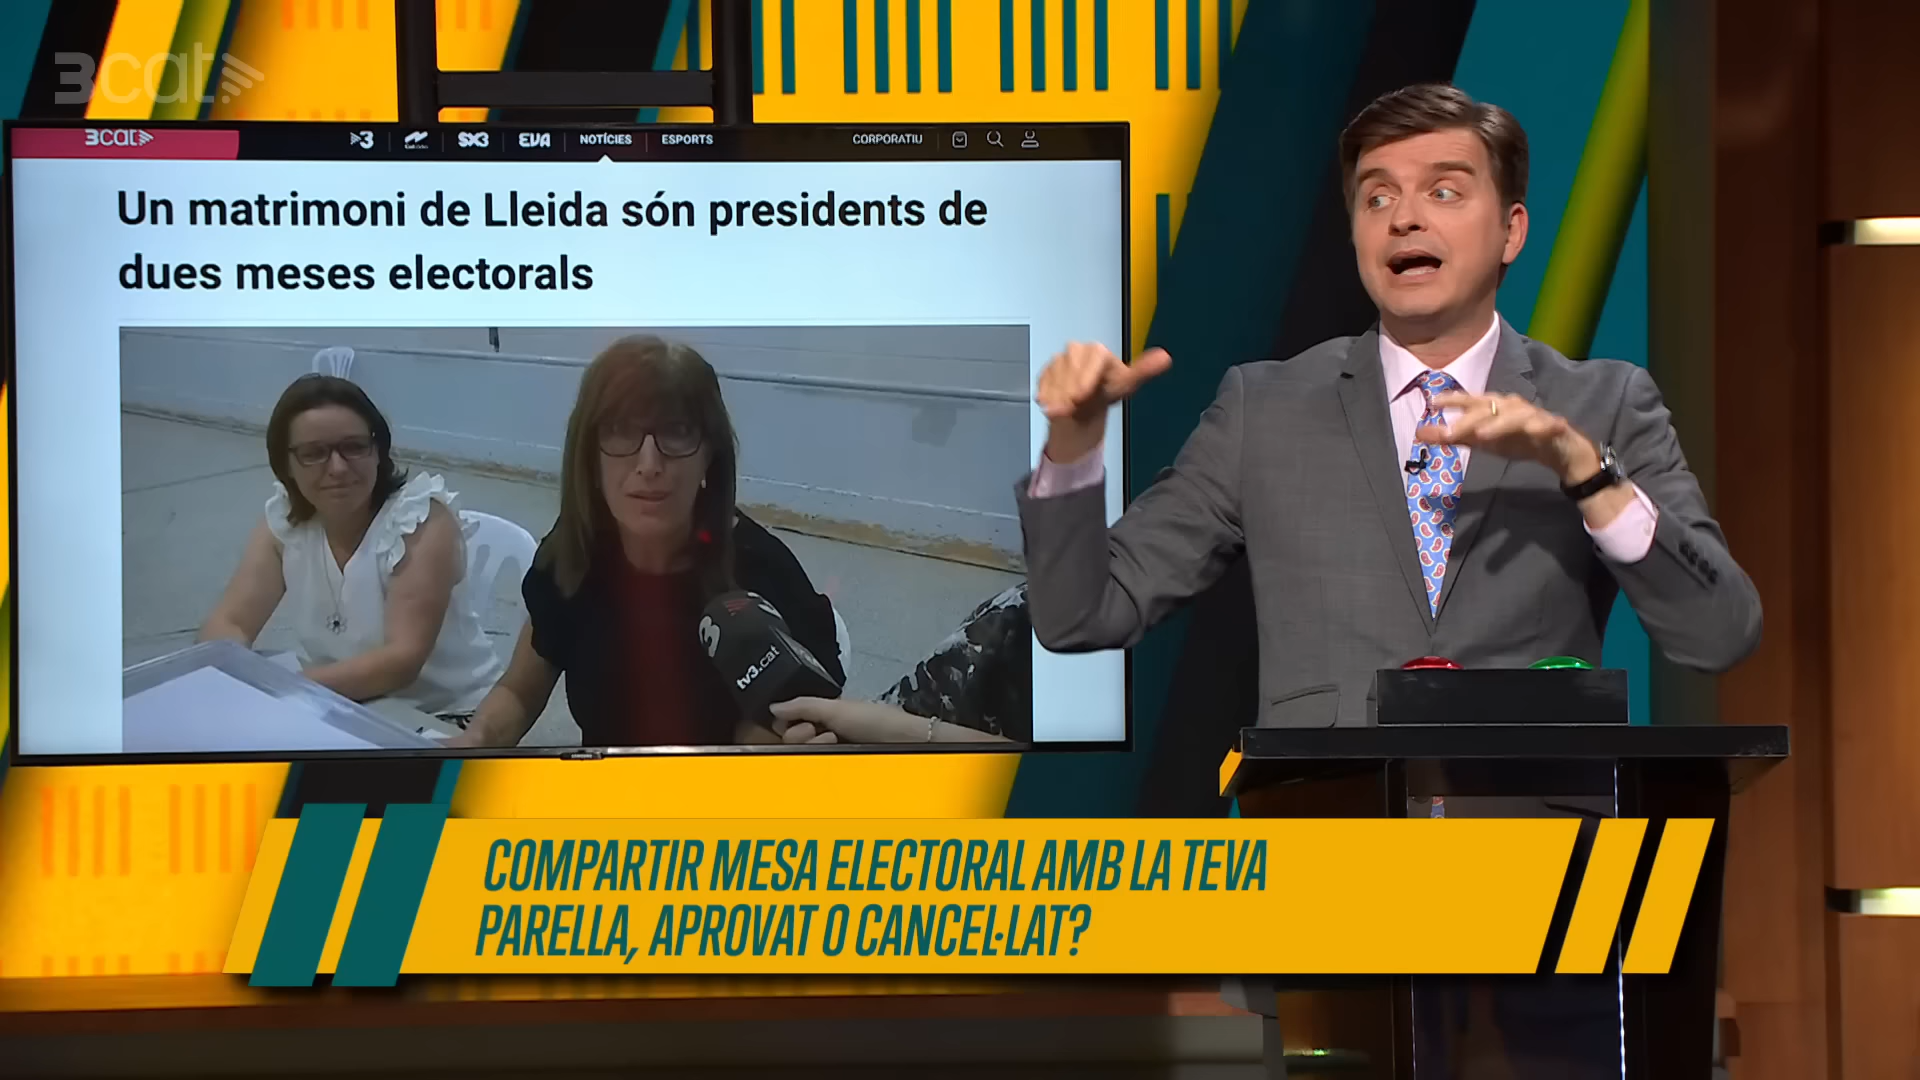 3cat
3cat
3
SX3
EVA
NOTÍCIES
ESPORTS
CORPORATIU
Un matrimoni de Lleida són presidents de
dues meses electorals
3
tv3.cat
COMPARTIR MESA ELECTORAL AMB LA TEVA
PARELLA, APROVAT O CANCEL·LAT?